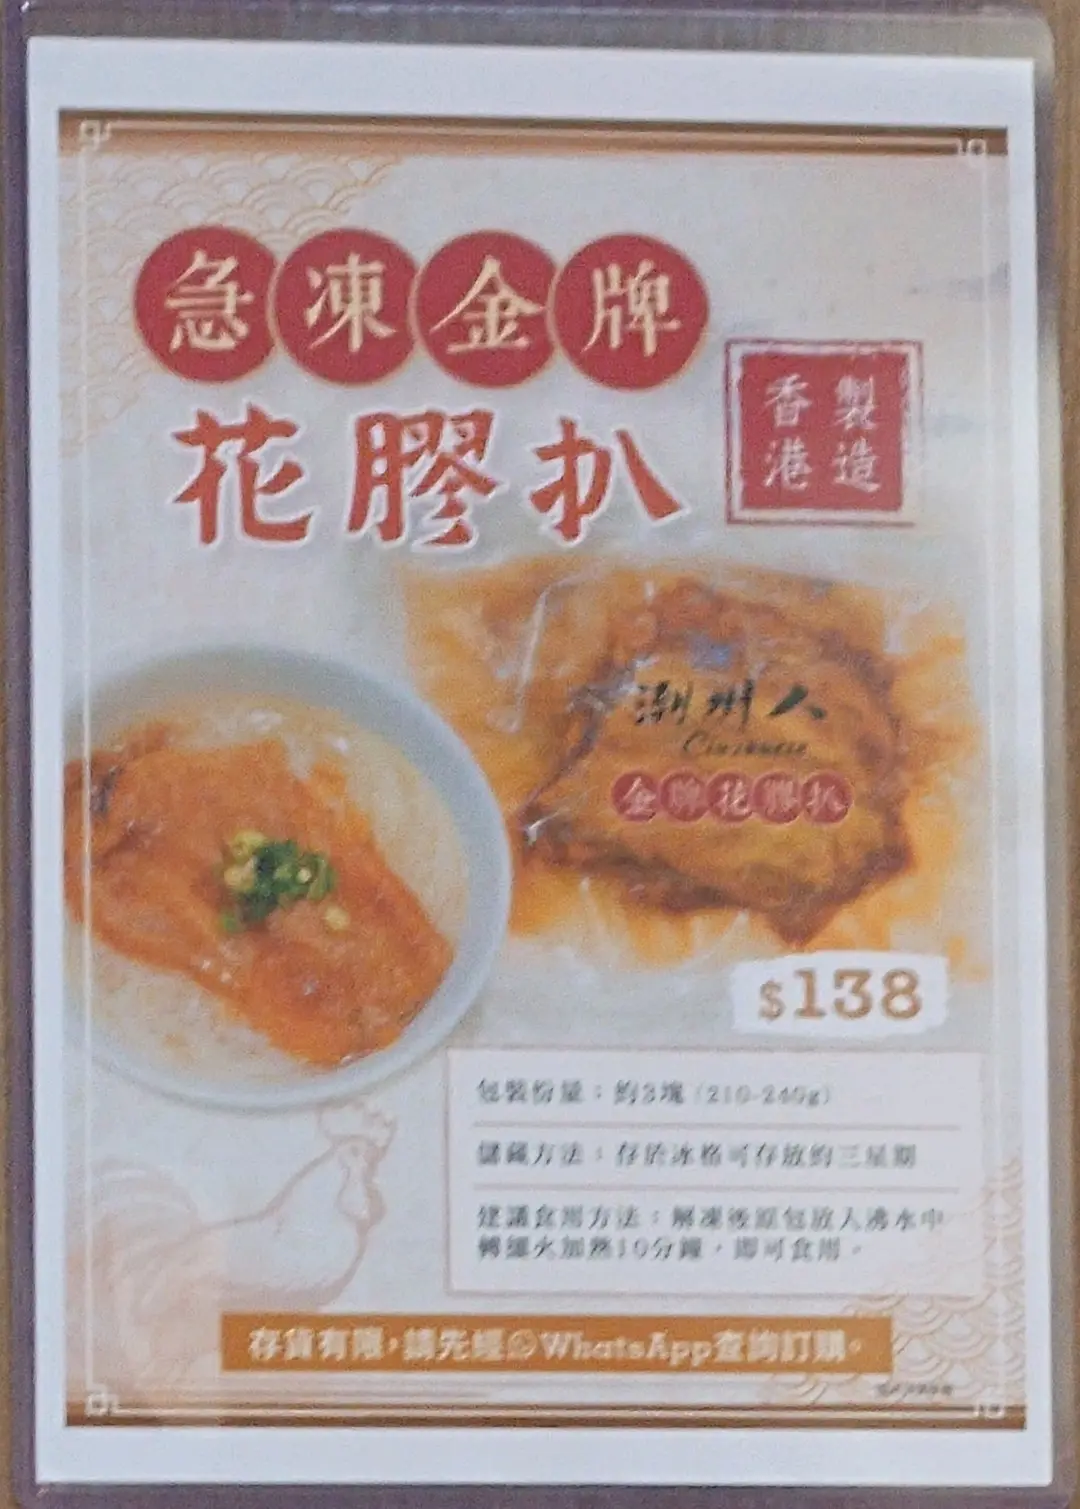 急凍金牌
花膠扒
香港
製造
潮州人
金牌花膠扒
$138
包裝份量：約3塊（210-240g）
儲藏方法：存於冰格可存放約三星期
建議食用方法：解凍後原包放入沸水中
轉細火加熱10分鐘，即可食用。
存貨有限，請先經WhatsApp查詢訂購。